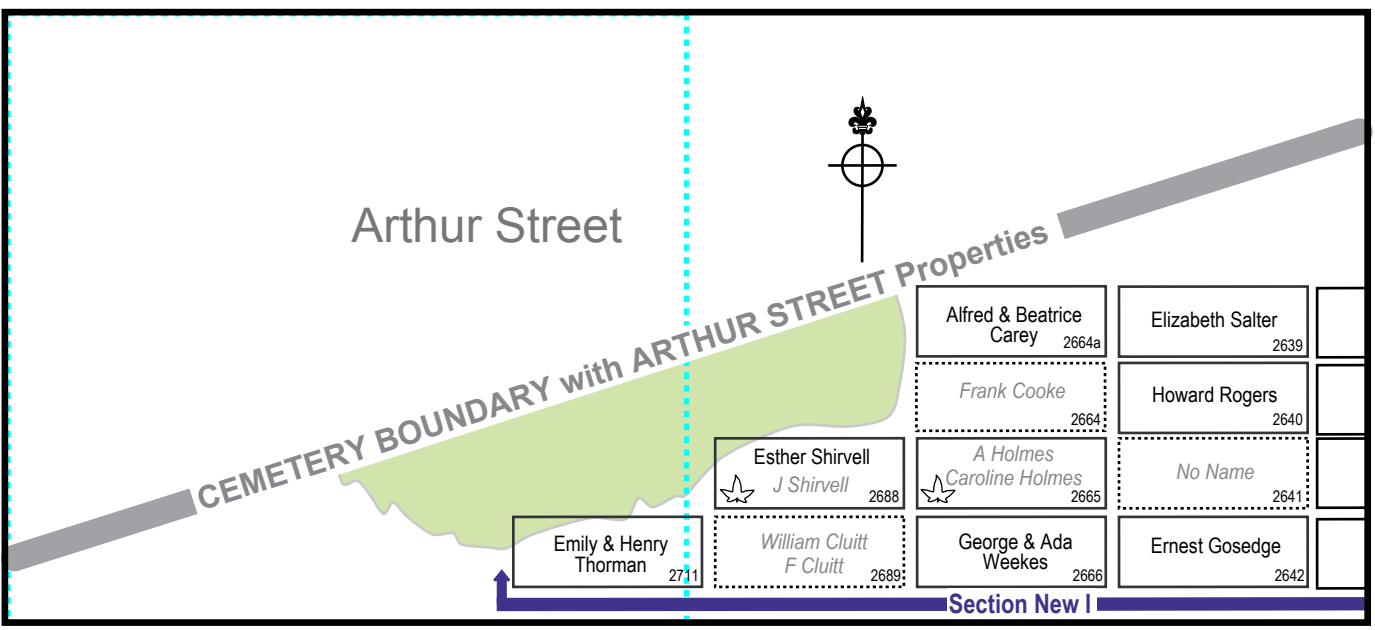 Arthur Street
CEMETERY BOUNDARY with ARTHUR STREET Properties
Alfred & Beatrice
Carey 2664a
Elizabeth Salter
2639
Frank Cooke
2664
Howard Rogers
2640
Esther Shirvell
J Shirvell 2688
A Holmes
Caroline Holmes
2665
No Name
2641
Emily & Henry
Thorman 2711
William Cluitt
F Cluitt 2689
George & Ada
Weekes 2666
Ernest Gosedge
2642
Section New I